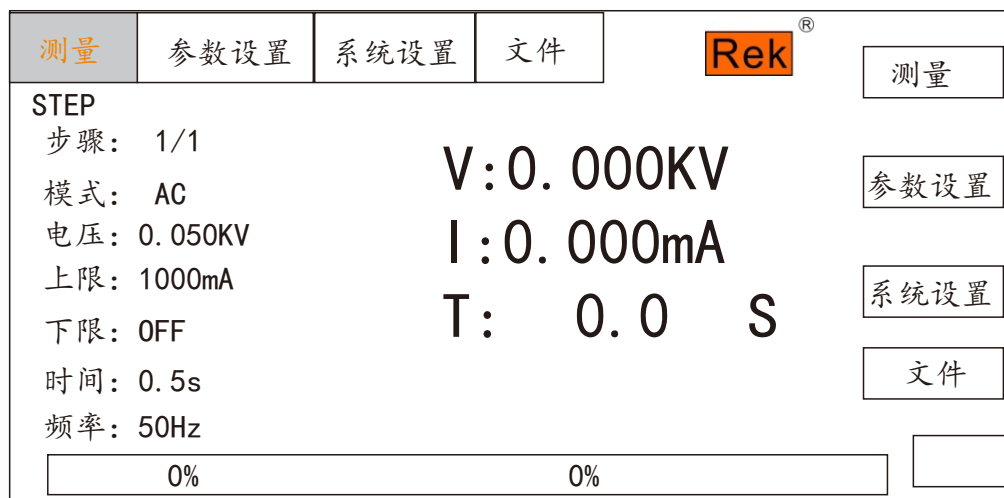 测量 参数设置 系统设置 文件 Rek®
测量
STEP
步骤： 1/1
模式： AC
电压：0.050KV
上限：1000mA
下限：OFF
时间：0.5s
频率：50Hz
V:0.000KV
I:0.000mA
T: 0.0 S
参数设置
系统设置
文件
0% 0%